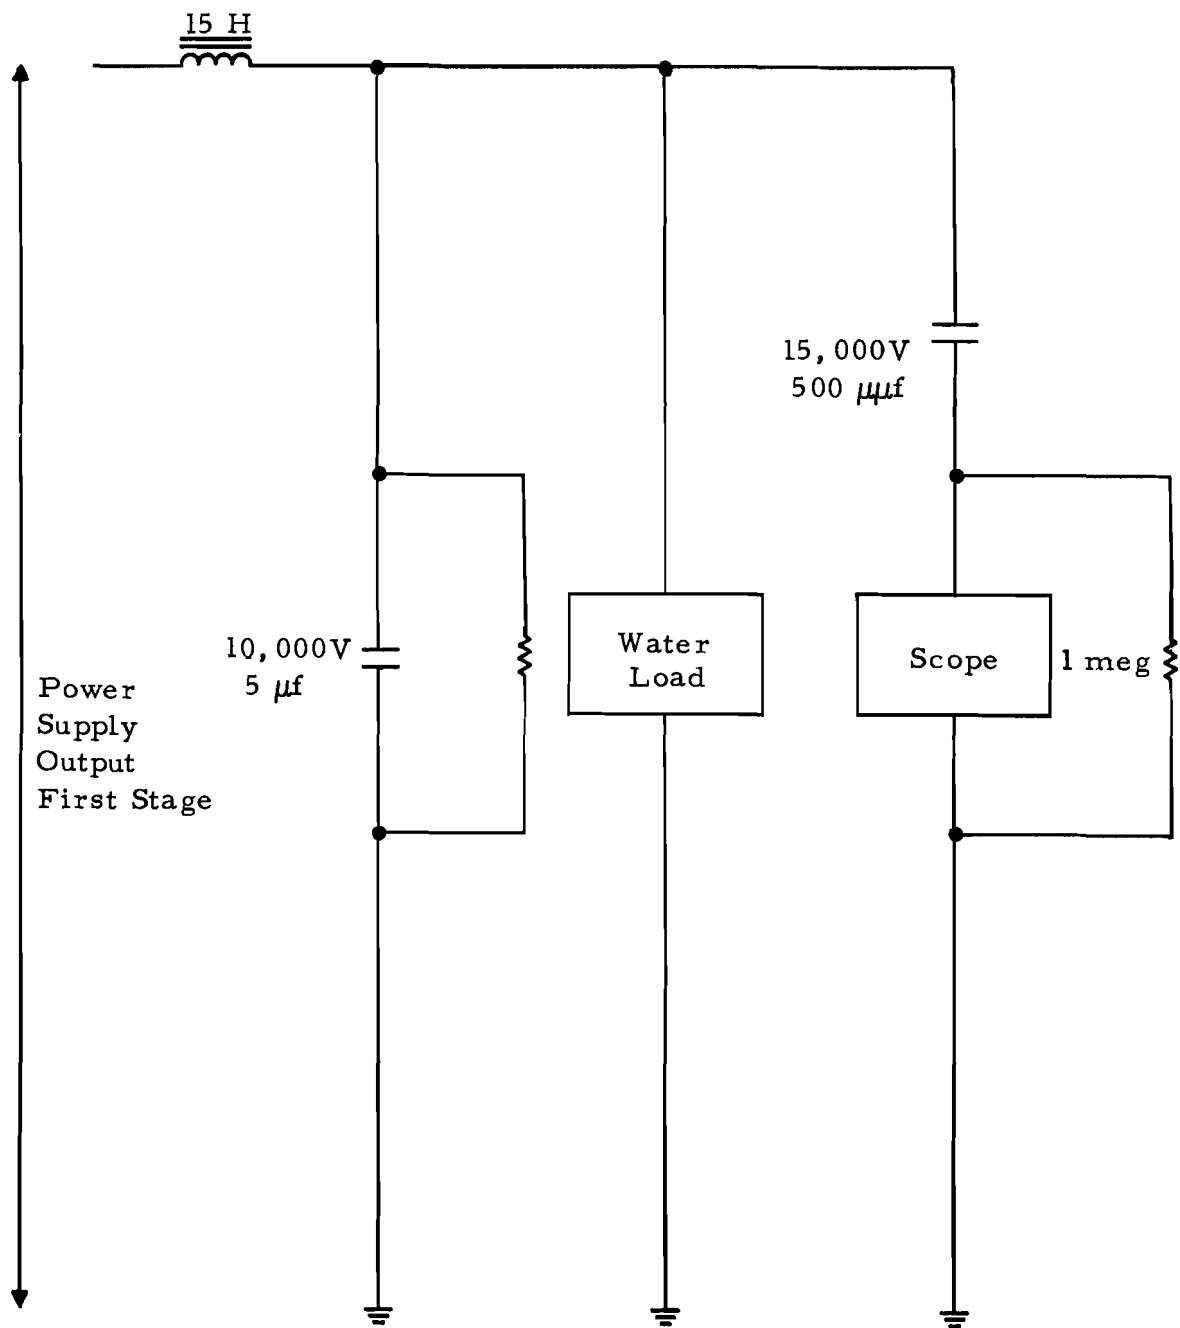 15 H
15,000V
500 μμf
10,000V
5 μf
Water
Load
Scope
1 meg
Power
Supply
Output
First Stage